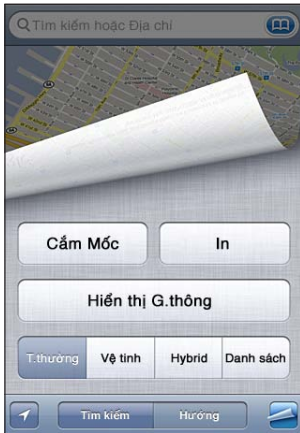 Tìm kiếm hoặc Địa chỉ
Cắm Mốc
In
Hiển thị G.thông
T.thường
Vệ tinh
Hybrid
Danh sách
Tìm kiếm
Hướng